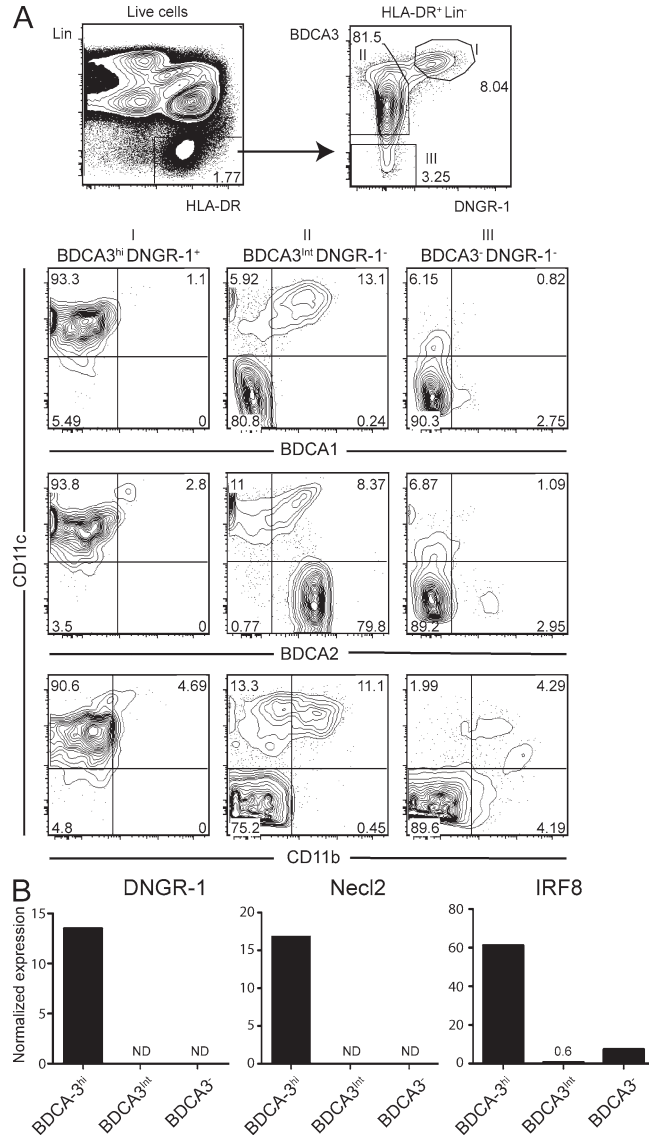 A
Live cells
HLA-DR+ Lin-
Lin
BDCA3
81.5
II
I
8.04
III
3.25
1.77
HLA-DR
DNGR-1
I
II
III
BDCA3hi DNGR-1+
BDCA3Int DNGR-1-
BDCA3- DNGR-1-
93.3
1.1
5.92
13.1
6.15
0.82
5.49
0
80.8
0.24
90.3
2.75
BDCA1
93.8
2.8
11
8.37
6.87
1.09
CD11c
3.5
0
0.77
79.8
89.2
2.95
BDCA2
90.6
4.69
13.3
11.1
1.99
4.29
4.8
0
75.2
0.45
89.6
4.19
CD11b
B
DNGR-1
Necl2
IRF8
Normalized expression
15
10
5
0
ND
ND
BDCA-3hi
BDCA3Int
BDCA3-
20
15
10
5
0
ND
ND
BDCA-3hi
BDCA3Int
BDCA3-
80
60
40
20
0
0.6
BDCA-3hi
BDCA3Int
BDCA3-